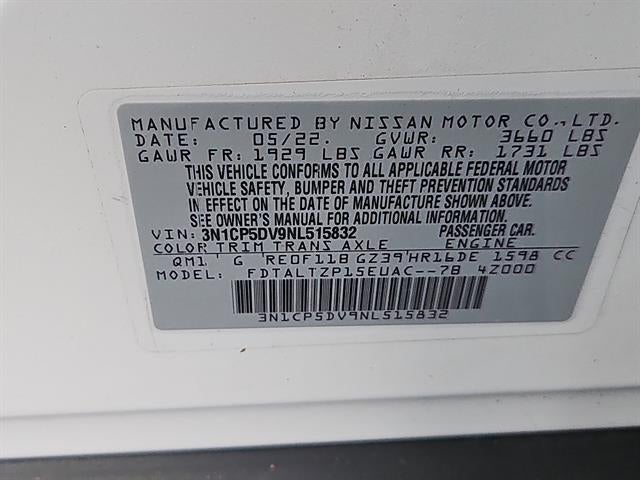 MANUFACTURED BY NISSAN MOTOR CO.,LTD.
DATE: 05/22. GVWR: 3660 LBS
GAWR FR: 1929 LBS GAWR RR: 1731 LBS
THIS VEHICLE CONFORMS TO ALL APPLICABLE FEDERAL MOTOR
VEHICLE SAFETY, BUMPER AND THEFT PREVENTION STANDARDS
IN EFFECT ON THE DATE OF MANUFACTURE SHOWN ABOVE.
SEE OWNER'S MANUAL FOR ADDITIONAL INFORMATION.
VIN: 3N1CP5DV9NL515832 PASSENGER CAR.
COLOR TRIM TRANS AXLE ENGINE
QM1 G RE0F11B GZ39 HR16DE 1598 CC
MODEL: FDTALTZP15EUAC--7B 4Z000
3N1CP5DV9NL515832